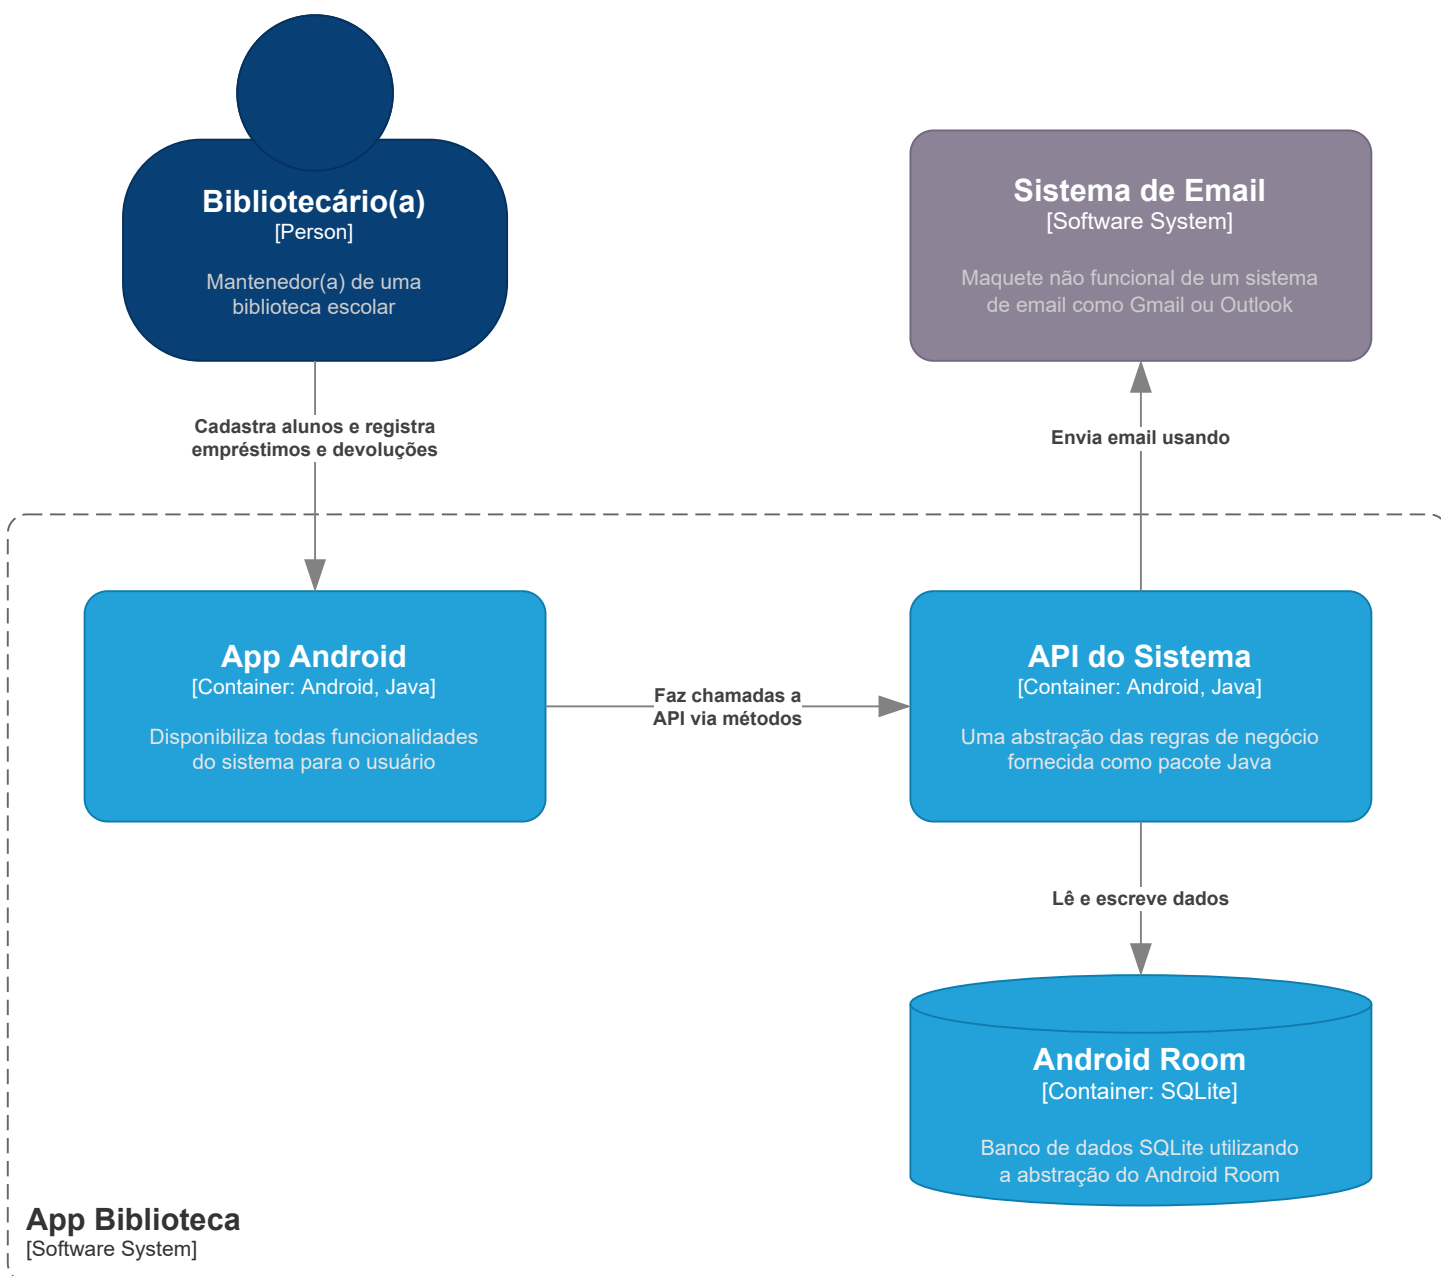 Bibliotecário(a)
[Person]
Mantenedor(a) de uma
biblioteca escolar
Sistema de Email
[Software System]
Maquete não funcional de um sistema
de email como Gmail ou Outlook
Cadastra alunos e registra
empréstimos e devoluções
Envia email usando
App Android
[Container: Android, Java]
Disponibiliza todas funcionalidades
do sistema para o usuário
Faz chamadas a
API via métodos
API do Sistema
[Container: Android, Java]
Uma abstração das regras de negócio
fornecida como pacote Java
Lê e escreve dados
Android Room
[Container: SQLite]
Banco de dados SQLite utilizando
a abstração do Android Room
App Biblioteca
[Software System]